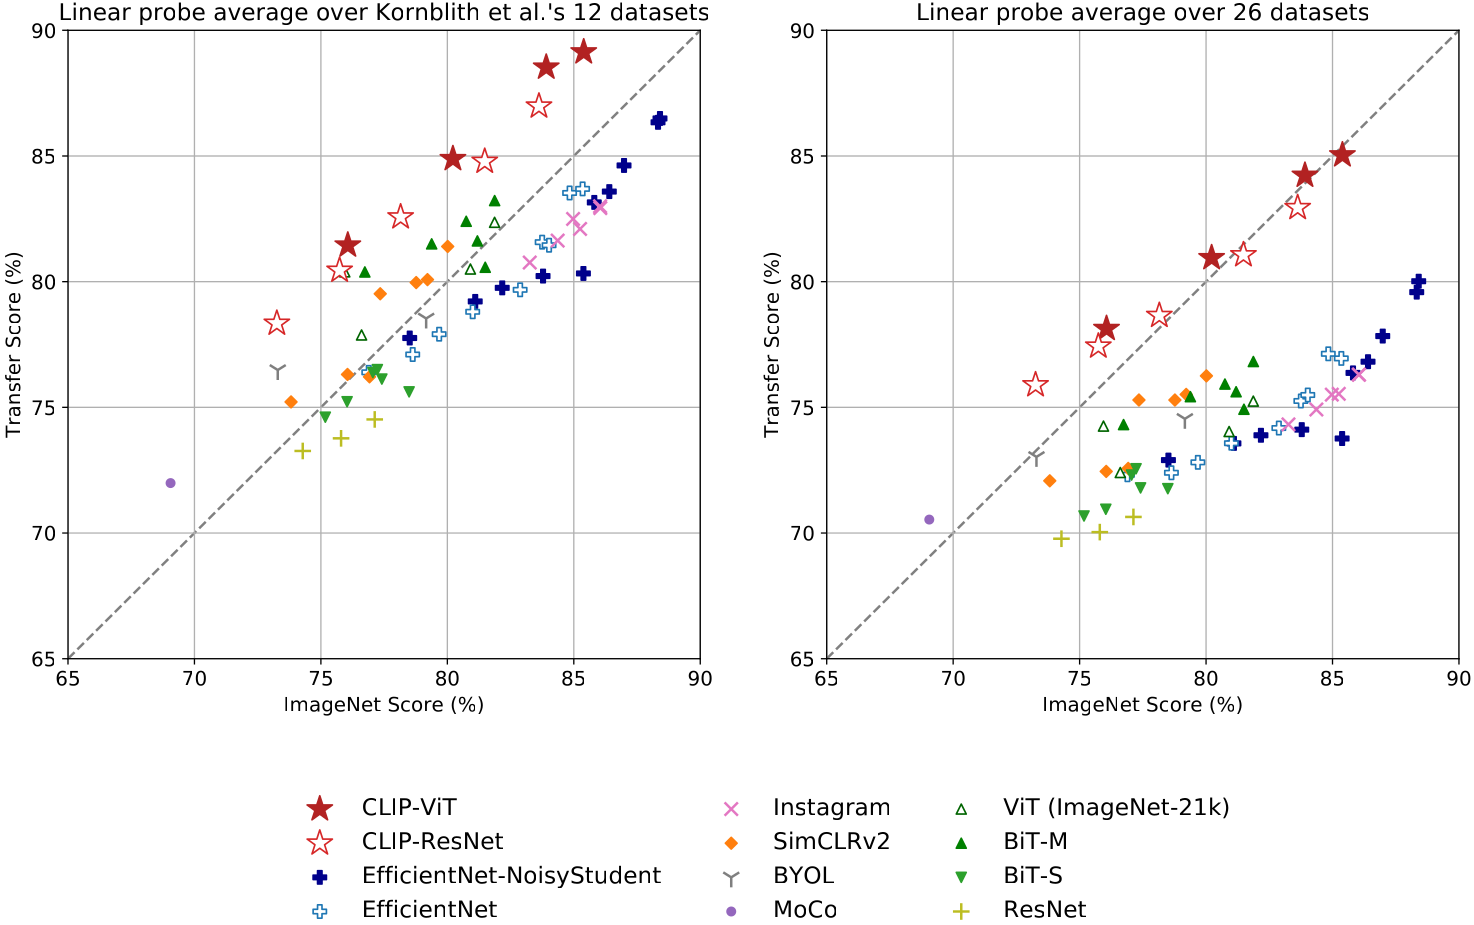 Linear probe average over Kornblith et al.'s 12 datasets
90
85
80
75
70
65
Transfer Score (%)
65 70 75 80 85 90
ImageNet Score (%)
Linear probe average over 26 datasets
90
85
80
75
70
65
Transfer Score (%)
65 70 75 80 85 90
ImageNet Score (%)
CLIP-ViT
CLIP-ResNet
EfficientNet-NoisyStudent
EfficientNet
Instagram
SimCLRv2
BYOL
MoCo
ViT (ImageNet-21k)
BiT-M
BiT-S
ResNet